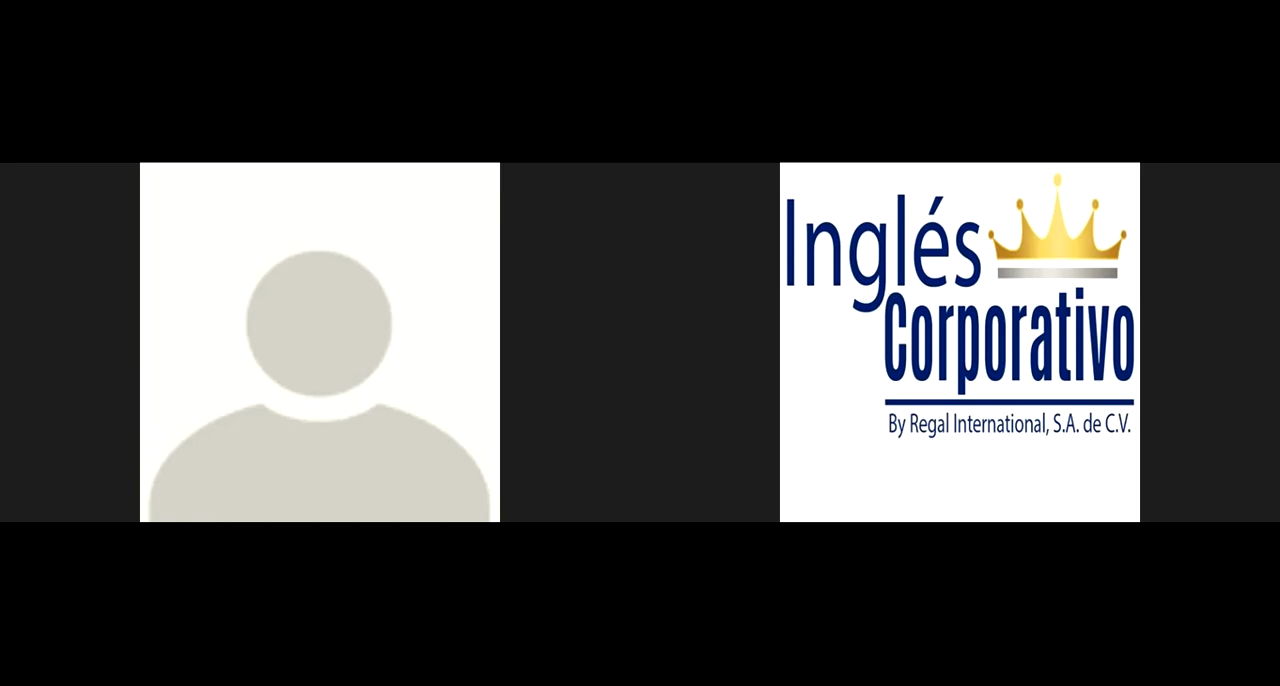 Inglés
Corporativo
By Regal International, S.A. de C.V.